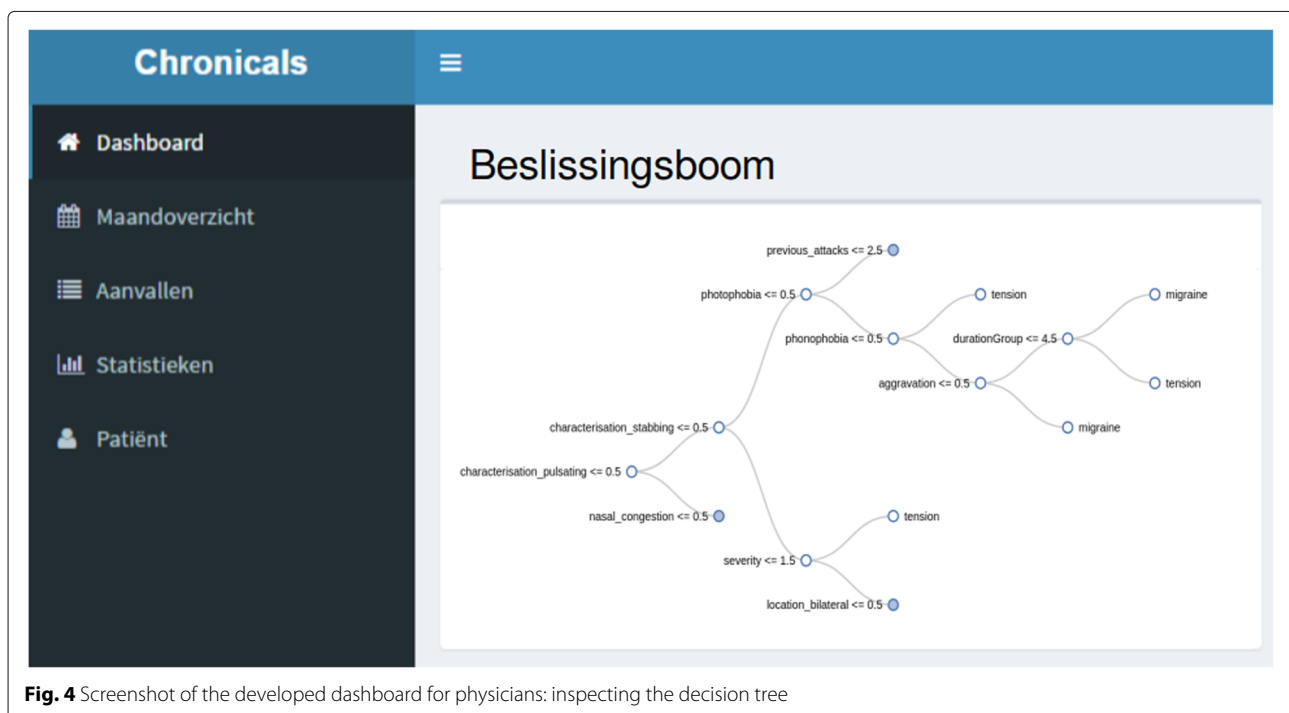 Chronicals
Dashboard
Maandoverzicht
Aanvallen
Statistieken
Patiënt
Beslissingsboom
previous_attacks <= 2.5
photophobia <= 0.5
tension
migraine
phonophobia <= 0.5
durationGroup <= 4.5
aggravation <= 0.5
tension
characterisation_stabbing <= 0.5
migraine
characterisation_pulsating <= 0.5
nasal_congestion <= 0.5
tension
severity <= 1.5
location_bilateral <= 0.5
Fig. 4 Screenshot of the developed dashboard for physicians: inspecting the decision tree